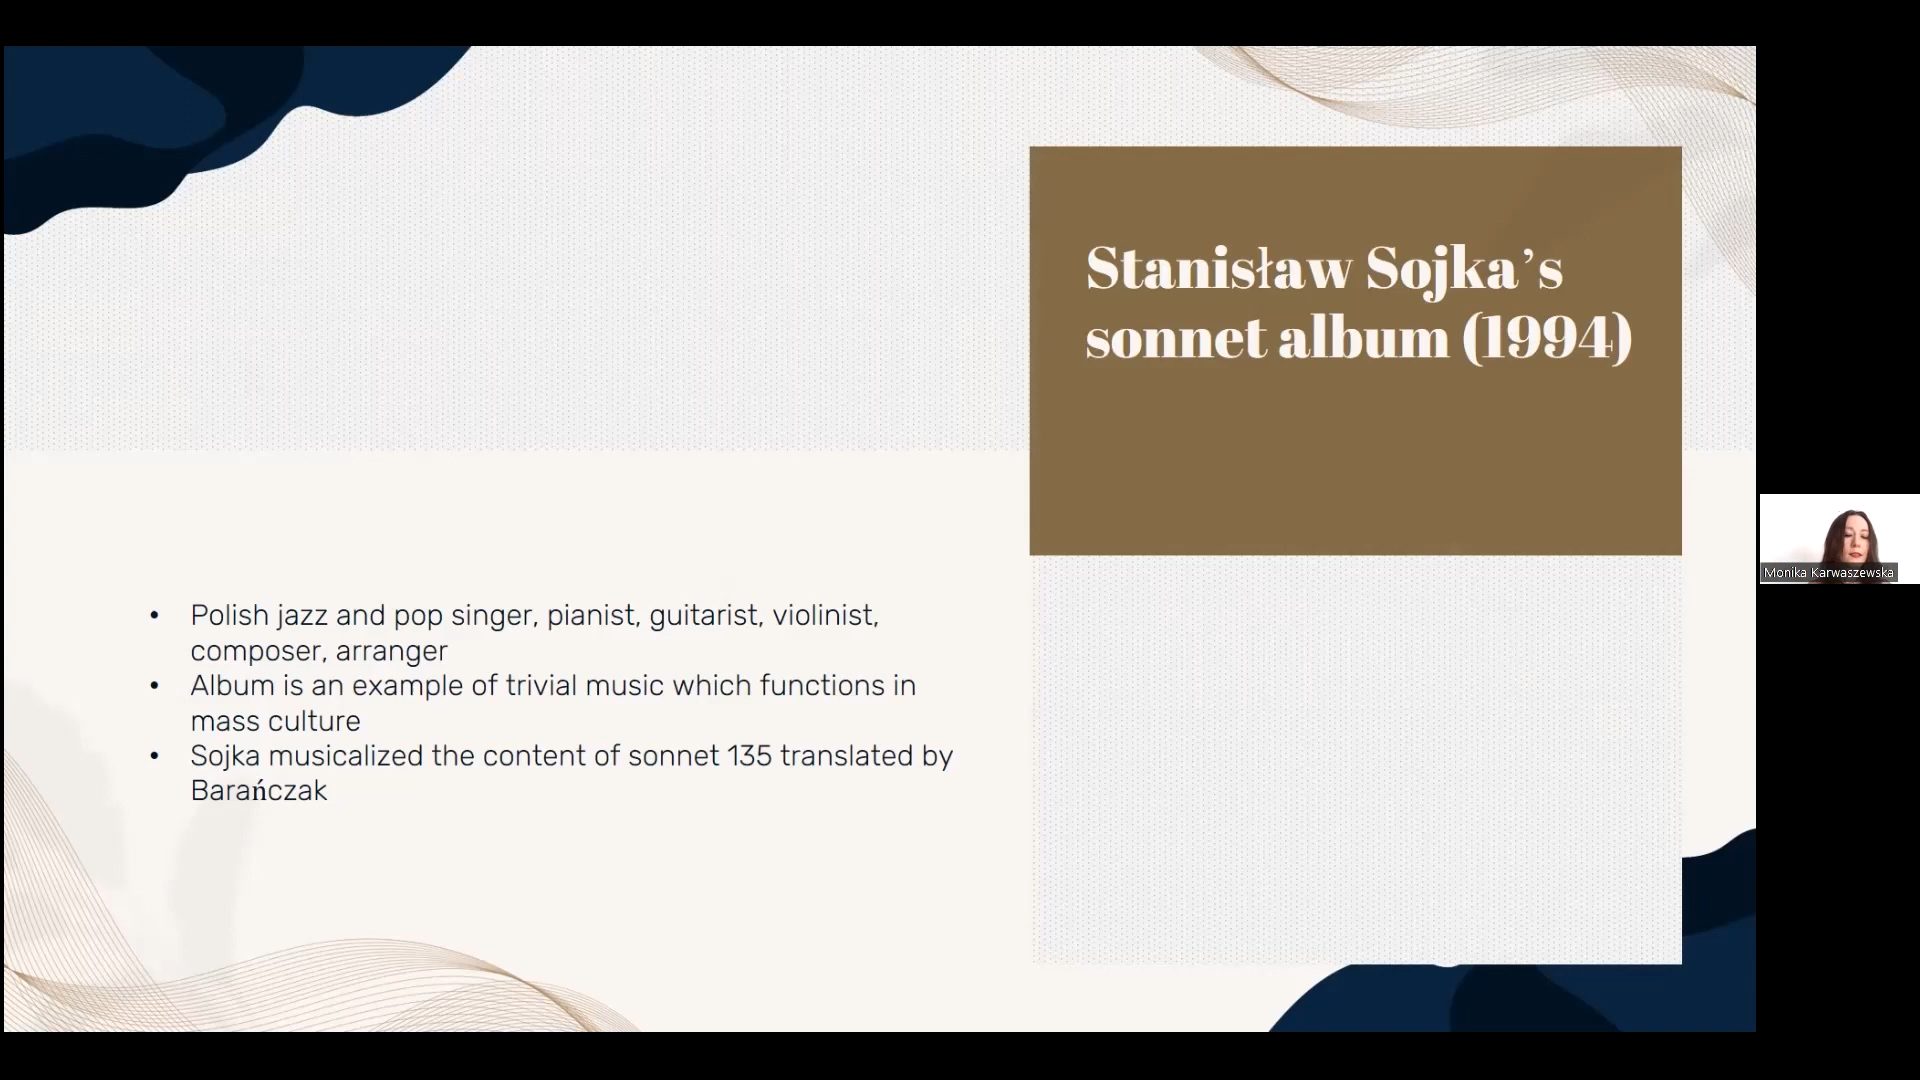 Stanisław Sojka’s
sonnet album (1994)
• Polish jazz and pop singer, pianist, guitarist, violinist,
composer, arranger
• Album is an example of trivial music which functions in
mass culture
• Sojka musicalized the content of sonnet 135 translated by
Barańczak
Monika Karwaszewska